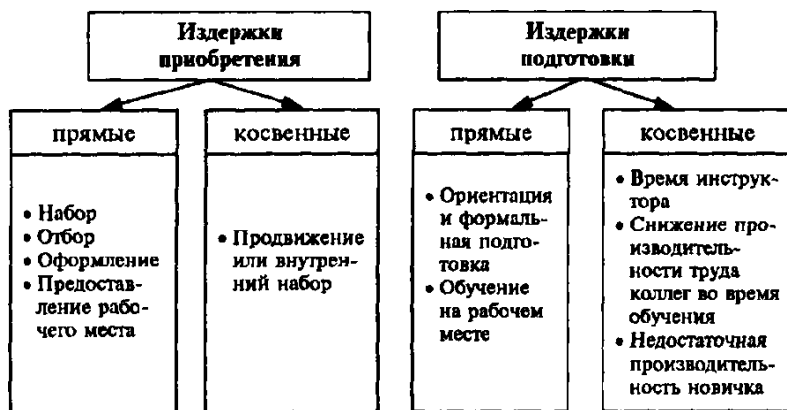 Издержки
приобретения
Издержки
подготовки
прямые
• Набор
• Отбор
• Оформление
• Предостав-
ление рабо-
чего места
косвенные
• Продвижение
или внутрен-
ний набор
прямые
• Ориентация
и формаль-
ная подго-
товка
• Обучение
на рабочем
месте
косвенные
• Время инструк-
тора
• Снижение про-
изводитель-
ности труда
коллег во время
обучения
• Недостаточная
производитель-
ность новичка